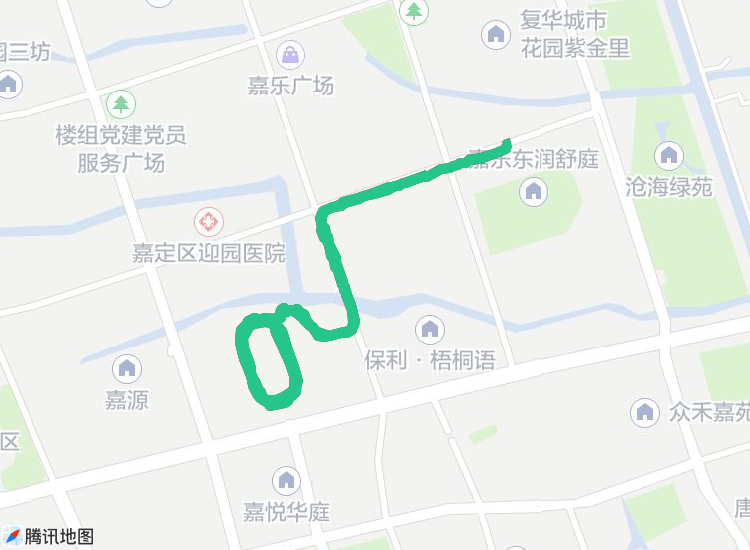 复华城市
花园紫金里
园三坊
嘉乐广场
楼组党建党员
服务广场
嘉乐东润舒庭
沧海绿苑
嘉定区迎园医院
保利·梧桐语
嘉源
众禾嘉苑
区
嘉悦华庭
唐
腾讯地图